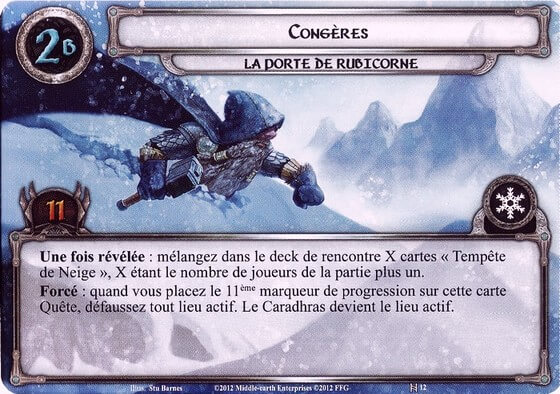 2B
CONGÈRES
LA PORTE DE RUBICORNE
11
Une fois révélée : mélangez dans le deck de rencontre X cartes « Tempête
de Neige », X étant le nombre de joueurs de la partie plus un.
Forcé : quand vous placez le 11ème marqueur de progression sur cette carte
Quête, défaussez tout lieu actif. Le Caradhras devient le lieu actif.
Illus. Stu Barnes ©2012 Middle-earth Enterprises ©2012 FFG 12